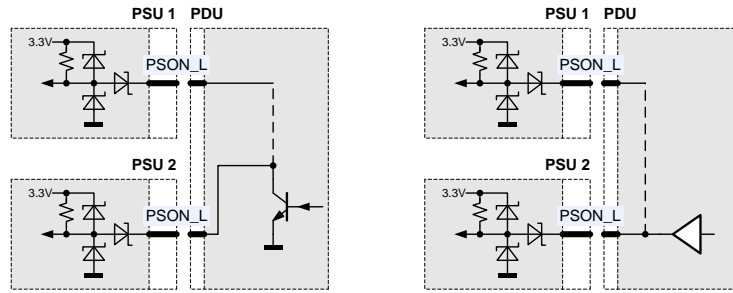 PSU 1 PDU
3.3V
PSON_L
PSU 2
3.3V
PSON_L
PSU 1 PDU
3.3V
PSON_L
PSU 2
3.3V
PSON_L